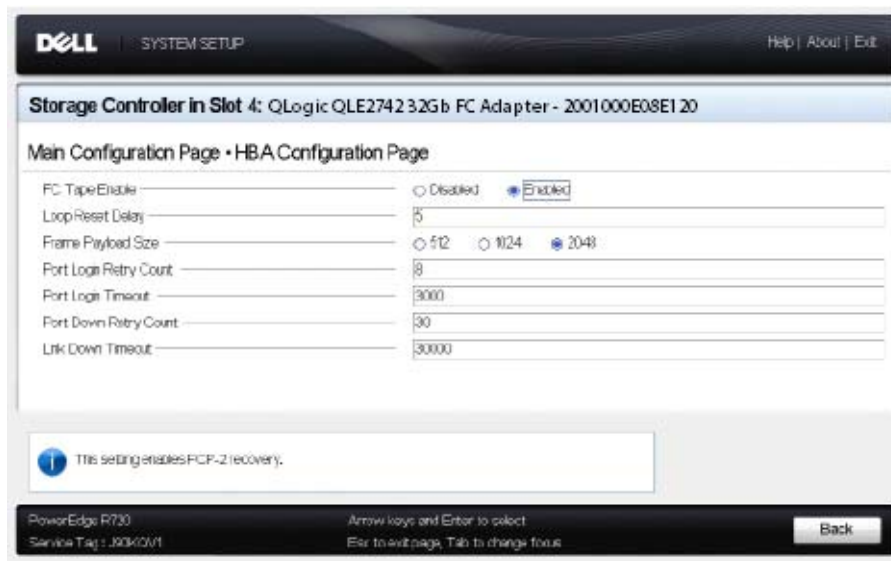 DELL SYSTEM SETUP Help | About | Exit
Storage Controller in Slot 4: QLogic QLE2742 32Gb FC Adapter - 2001000E08E120
Main Configuration Page • HBA Configuration Page
FC Tape Enable Disabled Enabled
Loop Reset Delay 5
Frame Payload Size 512 1024 2048
Port Login Retry Count 8
Port Login Timeout 3000
Port Down Retry Count 30
Link Down Timeout 30000
This setting enables FCP-2 recovery.
PowerEdge R730 Arrow keys and Enter to select Back
Service Tag : Esc to exit page, Tab to change focus